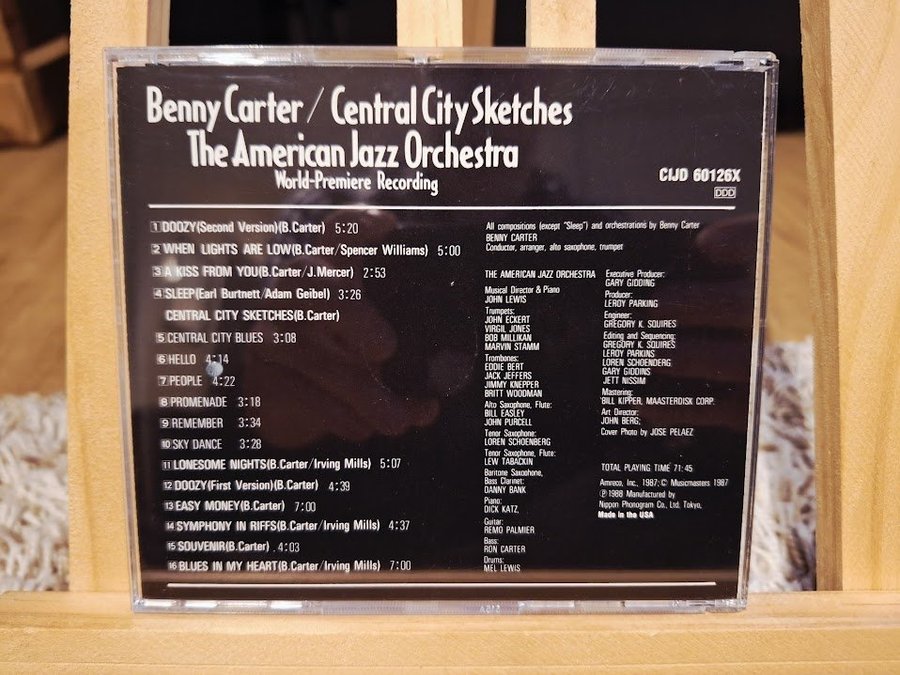 Benny Carter / Central City Sketches
The American Jazz Orchestra
World-Premiere Recording
CIJD 60126X
DDD
1 DOOZY(Second Version)(B.Carter) 5:20
2 WHEN LIGHTS ARE LOW(B.Carter/Spencer Williams) 5:00
3 A KISS FROM YOU(B.Carter/J.Mercer) 2:53
4 SLEEP(Earl Burtnett/Adam Geibel) 3:26
CENTRAL CITY SKETCHES(B.Carter)
5 CENTRAL CITY BLUES 3:08
6 HELLO 4:14
7 PEOPLE 4:22
8 PROMENADE 3:18
9 REMEMBER 3:34
10 SKY DANCE 3:28
11 LONESOME NIGHTS(B.Carter/Irving Mills) 5:07
12 DOOZY(First Version)(B.Carter) 4:39
13 EASY MONEY(B.Carter) 7:00
14 SYMPHONY IN RIFFS(B.Carter/Irving Mills) 4:37
15 SOUVENIR(B.Carter) 4:03
16 BLUES IN MY HEART(B.Carter/Irving Mills) 7:00
All compositions (except "Sleep") and orchestrations by Benny Carter
BENNY CARTER
Conductor, arranger, alto saxophone, trumpet
THE AMERICAN JAZZ ORCHESTRA
Musical Director & Piano
JOHN LEWIS
Trumpets:
JOHN ECKERT
VIRGIL JONES
BOB MILLIKAN
MARVIN STAMM
Trombones:
EDDIE BERT
JACK JEFFERS
JIMMY KNEPPER
BRITT WOODMAN
Alto Saxophone, Flute:
BILL EASLEY
JOHN PURCELL
Tenor Saxophone:
LOREN SCHOENBERG
Tenor Saxophone, Flute:
LEW TABACKIN
Baritone Saxophone,
Bass Clarinet:
DANNY BANK
Piano:
DICK KATZ,
Guitar:
REMO PALMIER
Bass:
RON CARTER
Drums:
MEL LEWIS
Executive Producer:
GARY GIDDING
Producer:
LEROY PARKING
Engineer:
GREGORY K. SQUIRES
Editing and Sequencing:
GREGORY K. SQUIRES
LEROY PARKINS
LOREN SCHOENDERG
GARY GIDDINS
JETT NISSIM
Mastering:
BILL KIPPER, MAASTERDISK CORP.
Art Director:
JOHN BERG;
Cover Photo by JOSE PELAEZ
TOTAL PLAYING TIME 71:45
Amreco, Inc., 1987; © Musicmasters 1987
℗ 1988 Manufactured by
Nippon Phonogram Co., Ltd. Tokyo,
Made in the USA